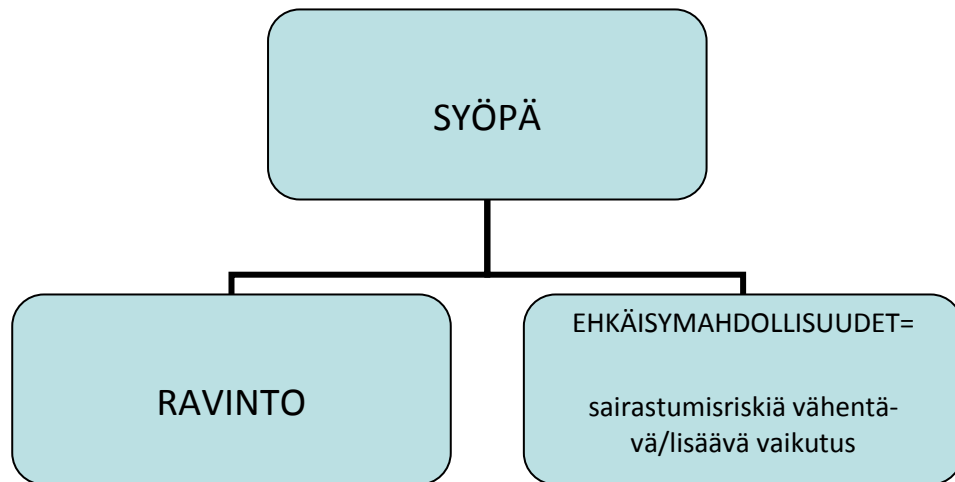 SYÖPÄ
RAVINTO
EHKÄISYMAHDOLLISUUDET=
sairastumisriskiä vähentä-
vä/lisäävä vaikutus